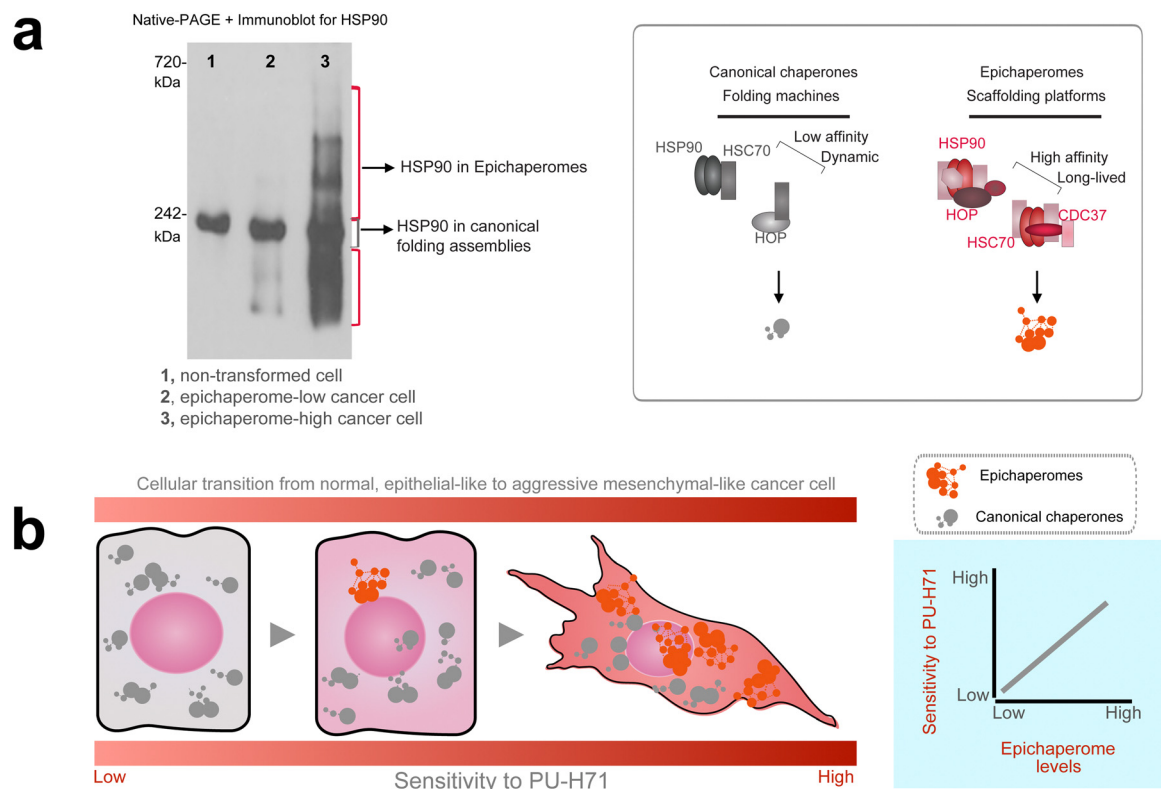 a
Native-PAGE + Immunoblot for HSP90
720-
kDa
1 2 3
242-
kDa
HSP90 in Epichaperomes
HSP90 in canonical
folding assemblies
1, non-transformed cell
2, epichaperome-low cancer cell
3, epichaperome-high cancer cell
Canonical chaperones
Folding machines
HSP90
HSC70
Low affinity
Dynamic
HOP
Epichaperomes
Scaffolding platforms
HSP90
High affinity
Long-lived
HOP
CDC37
HSC70
b
Cellular transition from normal, epithelial-like to aggressive mesenchymal-like cancer cell
Low
Sensitivity to PU-H71
High
Epichaperomes
Canonical chaperones
Sensitivity to PU-H71
High
Low
Low
High
Epichaperome
levels